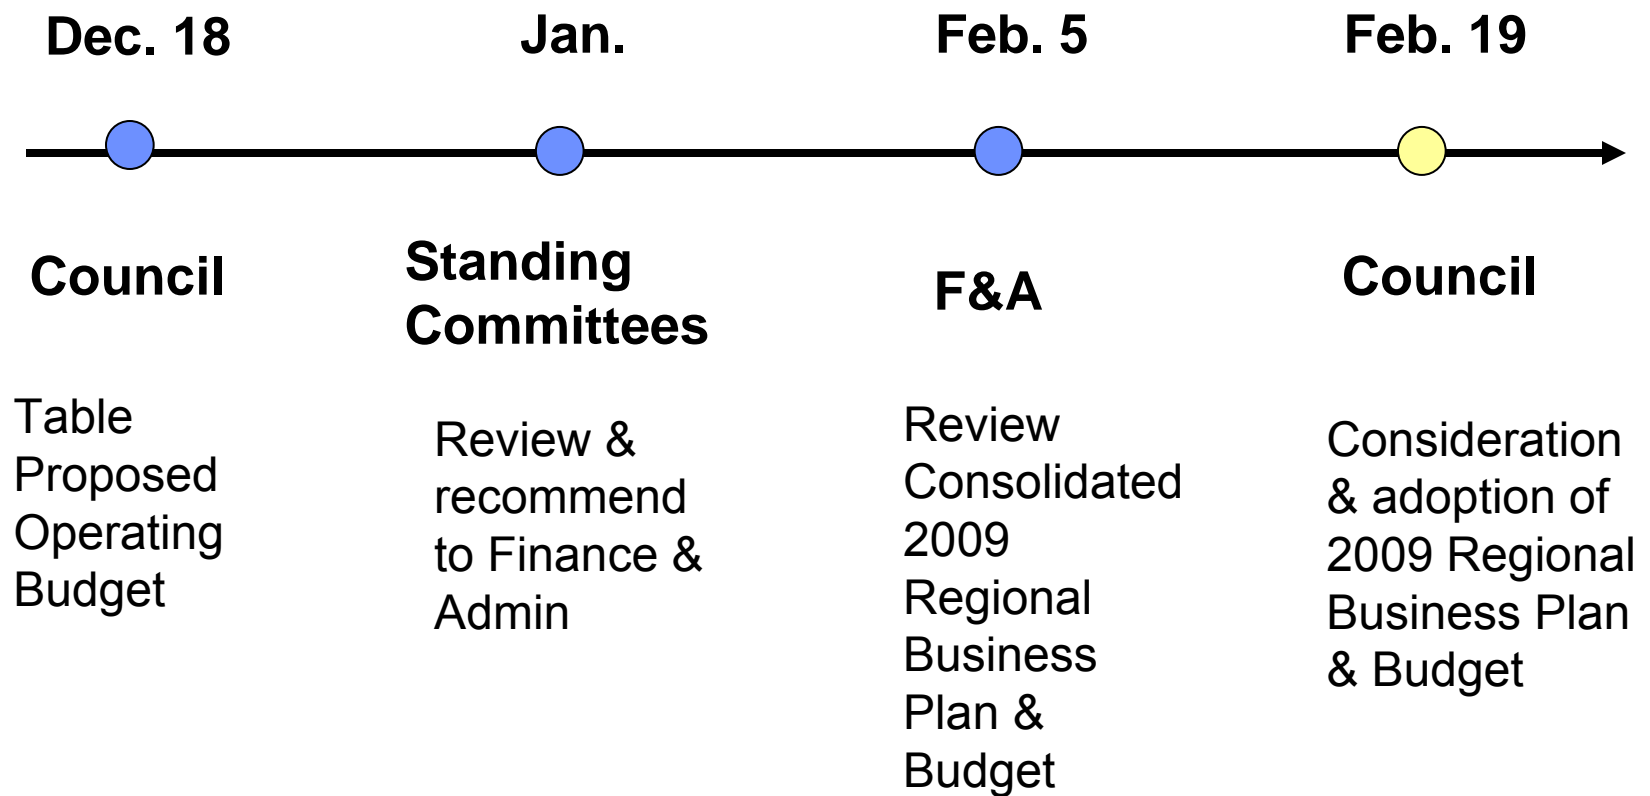 Dec. 18
Jan.
Feb. 5
Feb. 19
Council
Standing
Committees
F&A
Council
Table
Proposed
Operating
Budget
Review &
recommend
to Finance &
Admin
Review
Consolidated
2009
Regional
Business
Plan &
Budget
Consideration
& adoption of
2009 Regional
Business Plan
& Budget